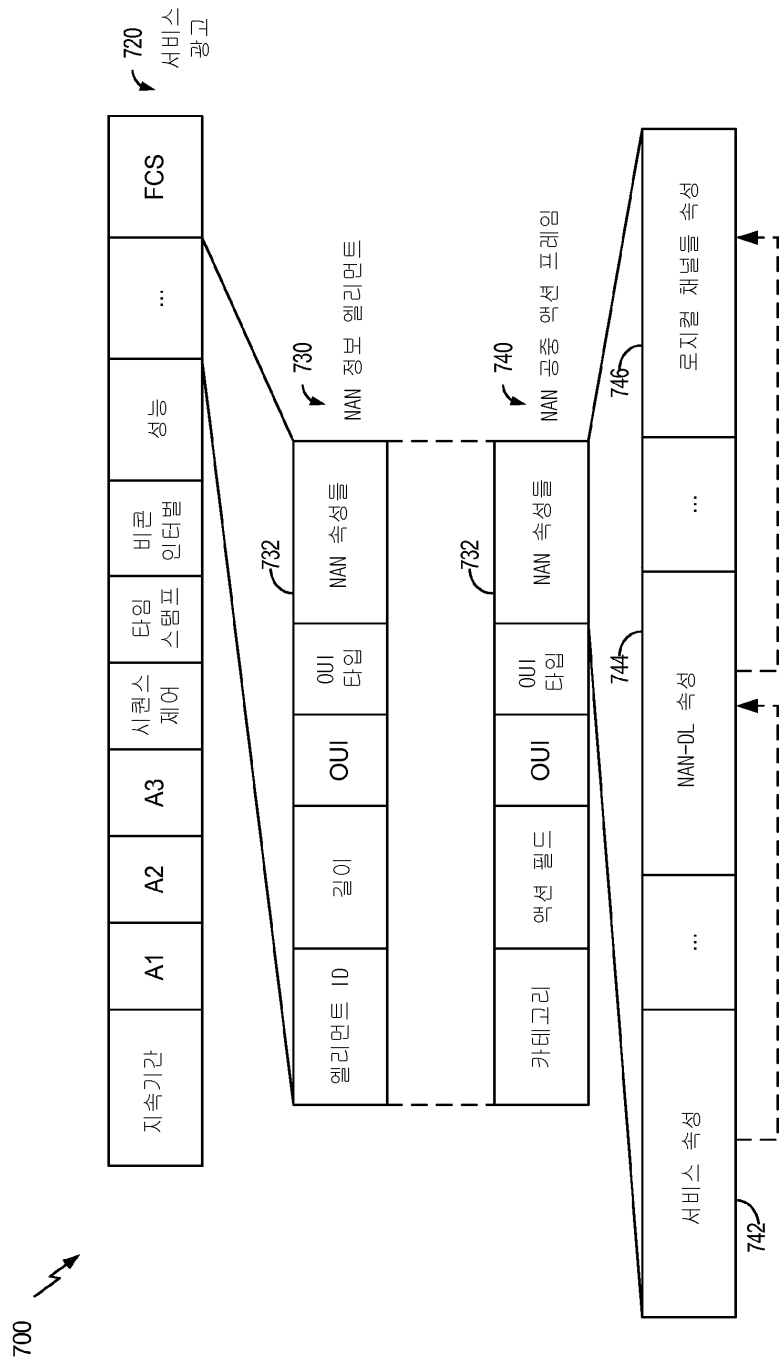 700
720
서비스
광고
지속기간
A1
A2
A3
시퀀스
제어
타임
스탬프
비콘
인터벌
성능
...
FCS
730
NAN 정보 엘리먼트
732
엘리먼트 ID
길이
OUI
OUI
타입
NAN 속성들
740
NAN 공중 액션 프레임
732
카테고리
액션 필드
OUI
OUI
타입
NAN 속성들
742
744
746
서비스 속성
...
NAN-DL 속성
...
로지컬 채널들 속성